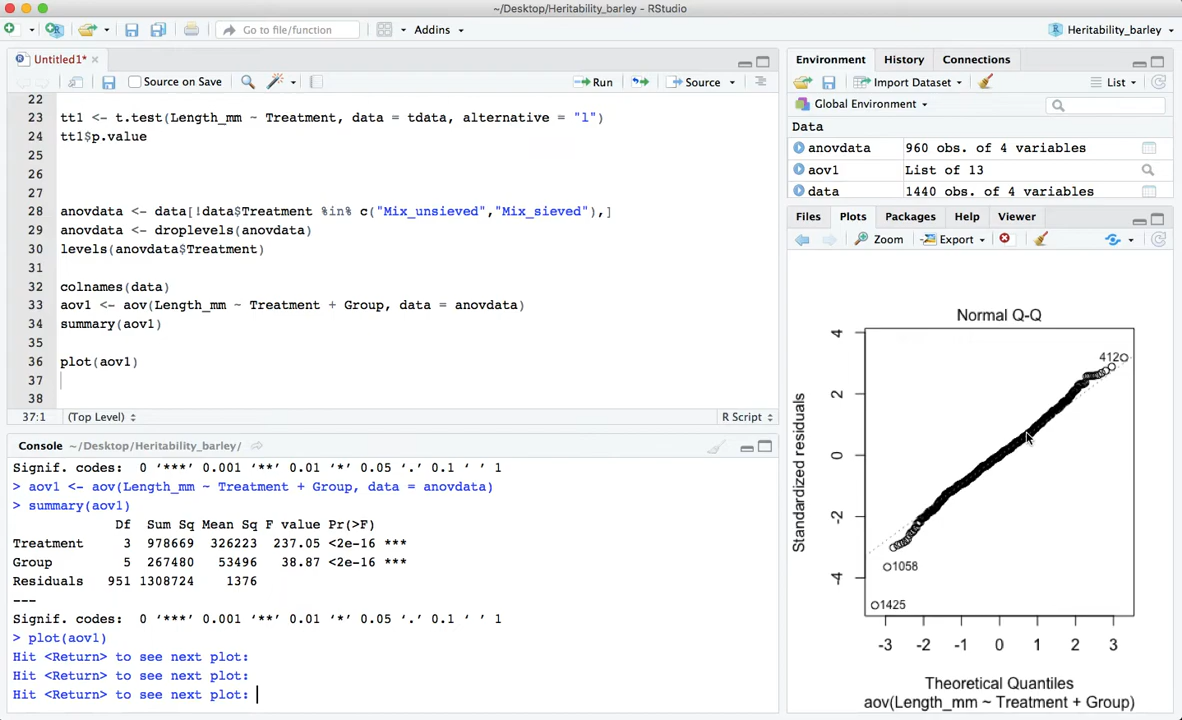 ~/Desktop/Heritability_barley - RStudio
Go to file/function
Addins
Heritability_barley
Untitled1*
Source on Save
Run
Source
22
23 tt1 <- t.test(Length_mm ~ Treatment, data = tdata, alternative = "l")
24 tt1$p.value
25
26
27
28 anovdata <- data[!data$Treatment %in% c("Mix_unsieved","Mix_sieved"),]
29 anovdata <- droplevels(anovdata)
30 levels(anovdata$Treatment)
31
32 colnames(data)
33 aov1 <- aov(Length_mm ~ Treatment + Group, data = anovdata)
34 summary(aov1)
35
36 plot(aov1)
37
38
37:1 (Top Level) R Script
Console ~/Desktop/Heritability_barley/
Signif. codes: 0 ‘***’ 0.001 ‘**’ 0.01 ‘*’ 0.05 ‘.’ 0.1 ‘ ’ 1
> aov1 <- aov(Length_mm ~ Treatment + Group, data = anovdata)
> summary(aov1)
Df Sum Sq Mean Sq F value Pr(>F)
Treatment 3 978669 326223 237.05 <2e-16 ***
Group 5 267480 53496 38.87 <2e-16 ***
Residuals 951 1308724 1376
---
Signif. codes: 0 ‘***’ 0.001 ‘**’ 0.01 ‘*’ 0.05 ‘.’ 0.1 ‘ ’ 1
> plot(aov1)
Hit <Return> to see next plot:
Hit <Return> to see next plot:
Hit <Return> to see next plot:
Environment History Connections
Import Dataset List
Global Environment
Data
anovdata 960 obs. of 4 variables
aov1 List of 13
data 1440 obs. of 4 variables
Files Plots Packages Help Viewer
Zoom Export
Normal Q-Q
Standardized residuals
4
2
0
-2
-4
412
1058
1425
-3 -2 -1 0 1 2 3
Theoretical Quantiles
aov(Length_mm ~ Treatment + Group)